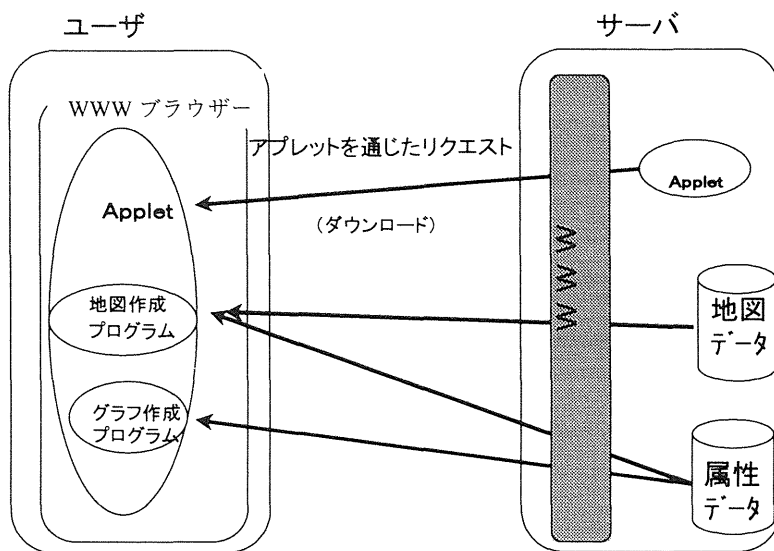 ユーザ
サーバ
WWW ブラウザー
アプレットを通じたリクエスト
Applet
Applet
(ダウンロード)
WWW
地図作成
プログラム
地図
データ
グラフ作成
プログラム
属性
データ